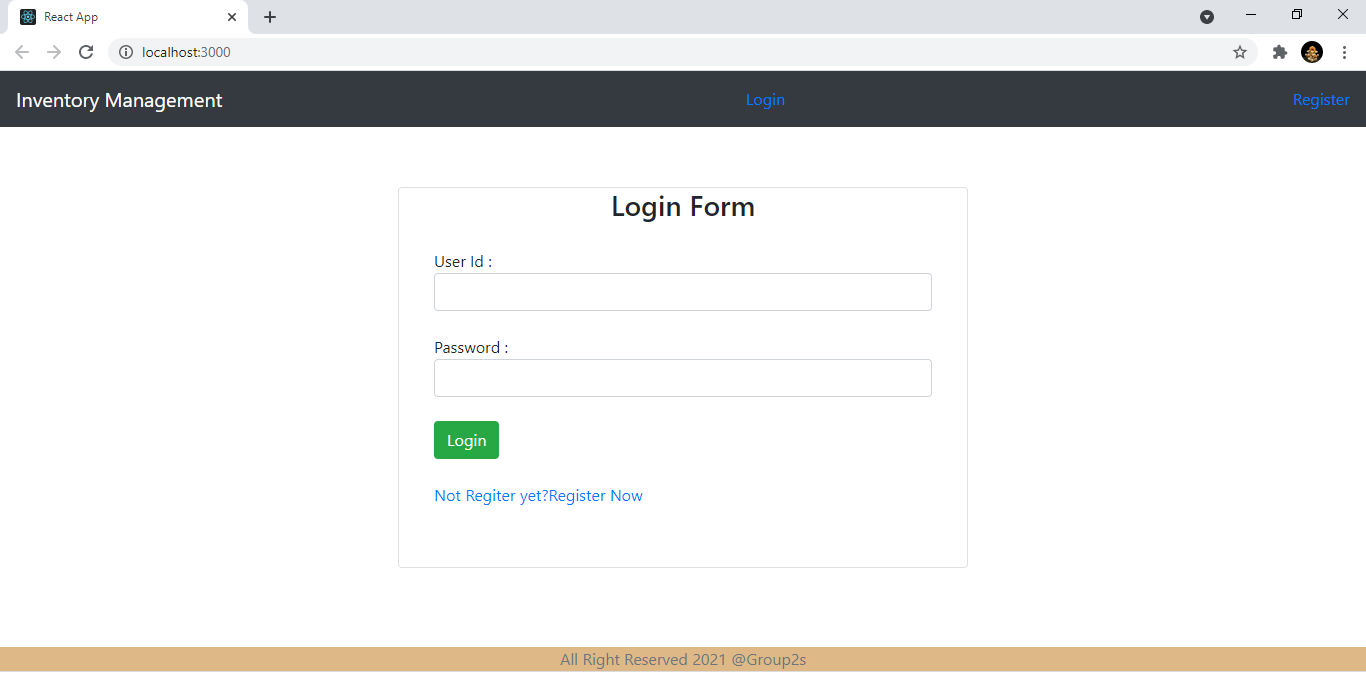 React App
localhost:3000
Inventory Management
Login
Register
Login Form
User Id :
Password :
Login
Not Regiter yet?Register Now
All Right Reserved 2021 @Group2s